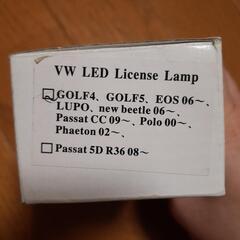 VW LED License Lamp
GOLF4、GOLF5、EOS 06～、
LUPO、new beetle 06～、
Passat CC 09～、Polo 00～、
Phaeton 02～、
Passat 5D R36 08～